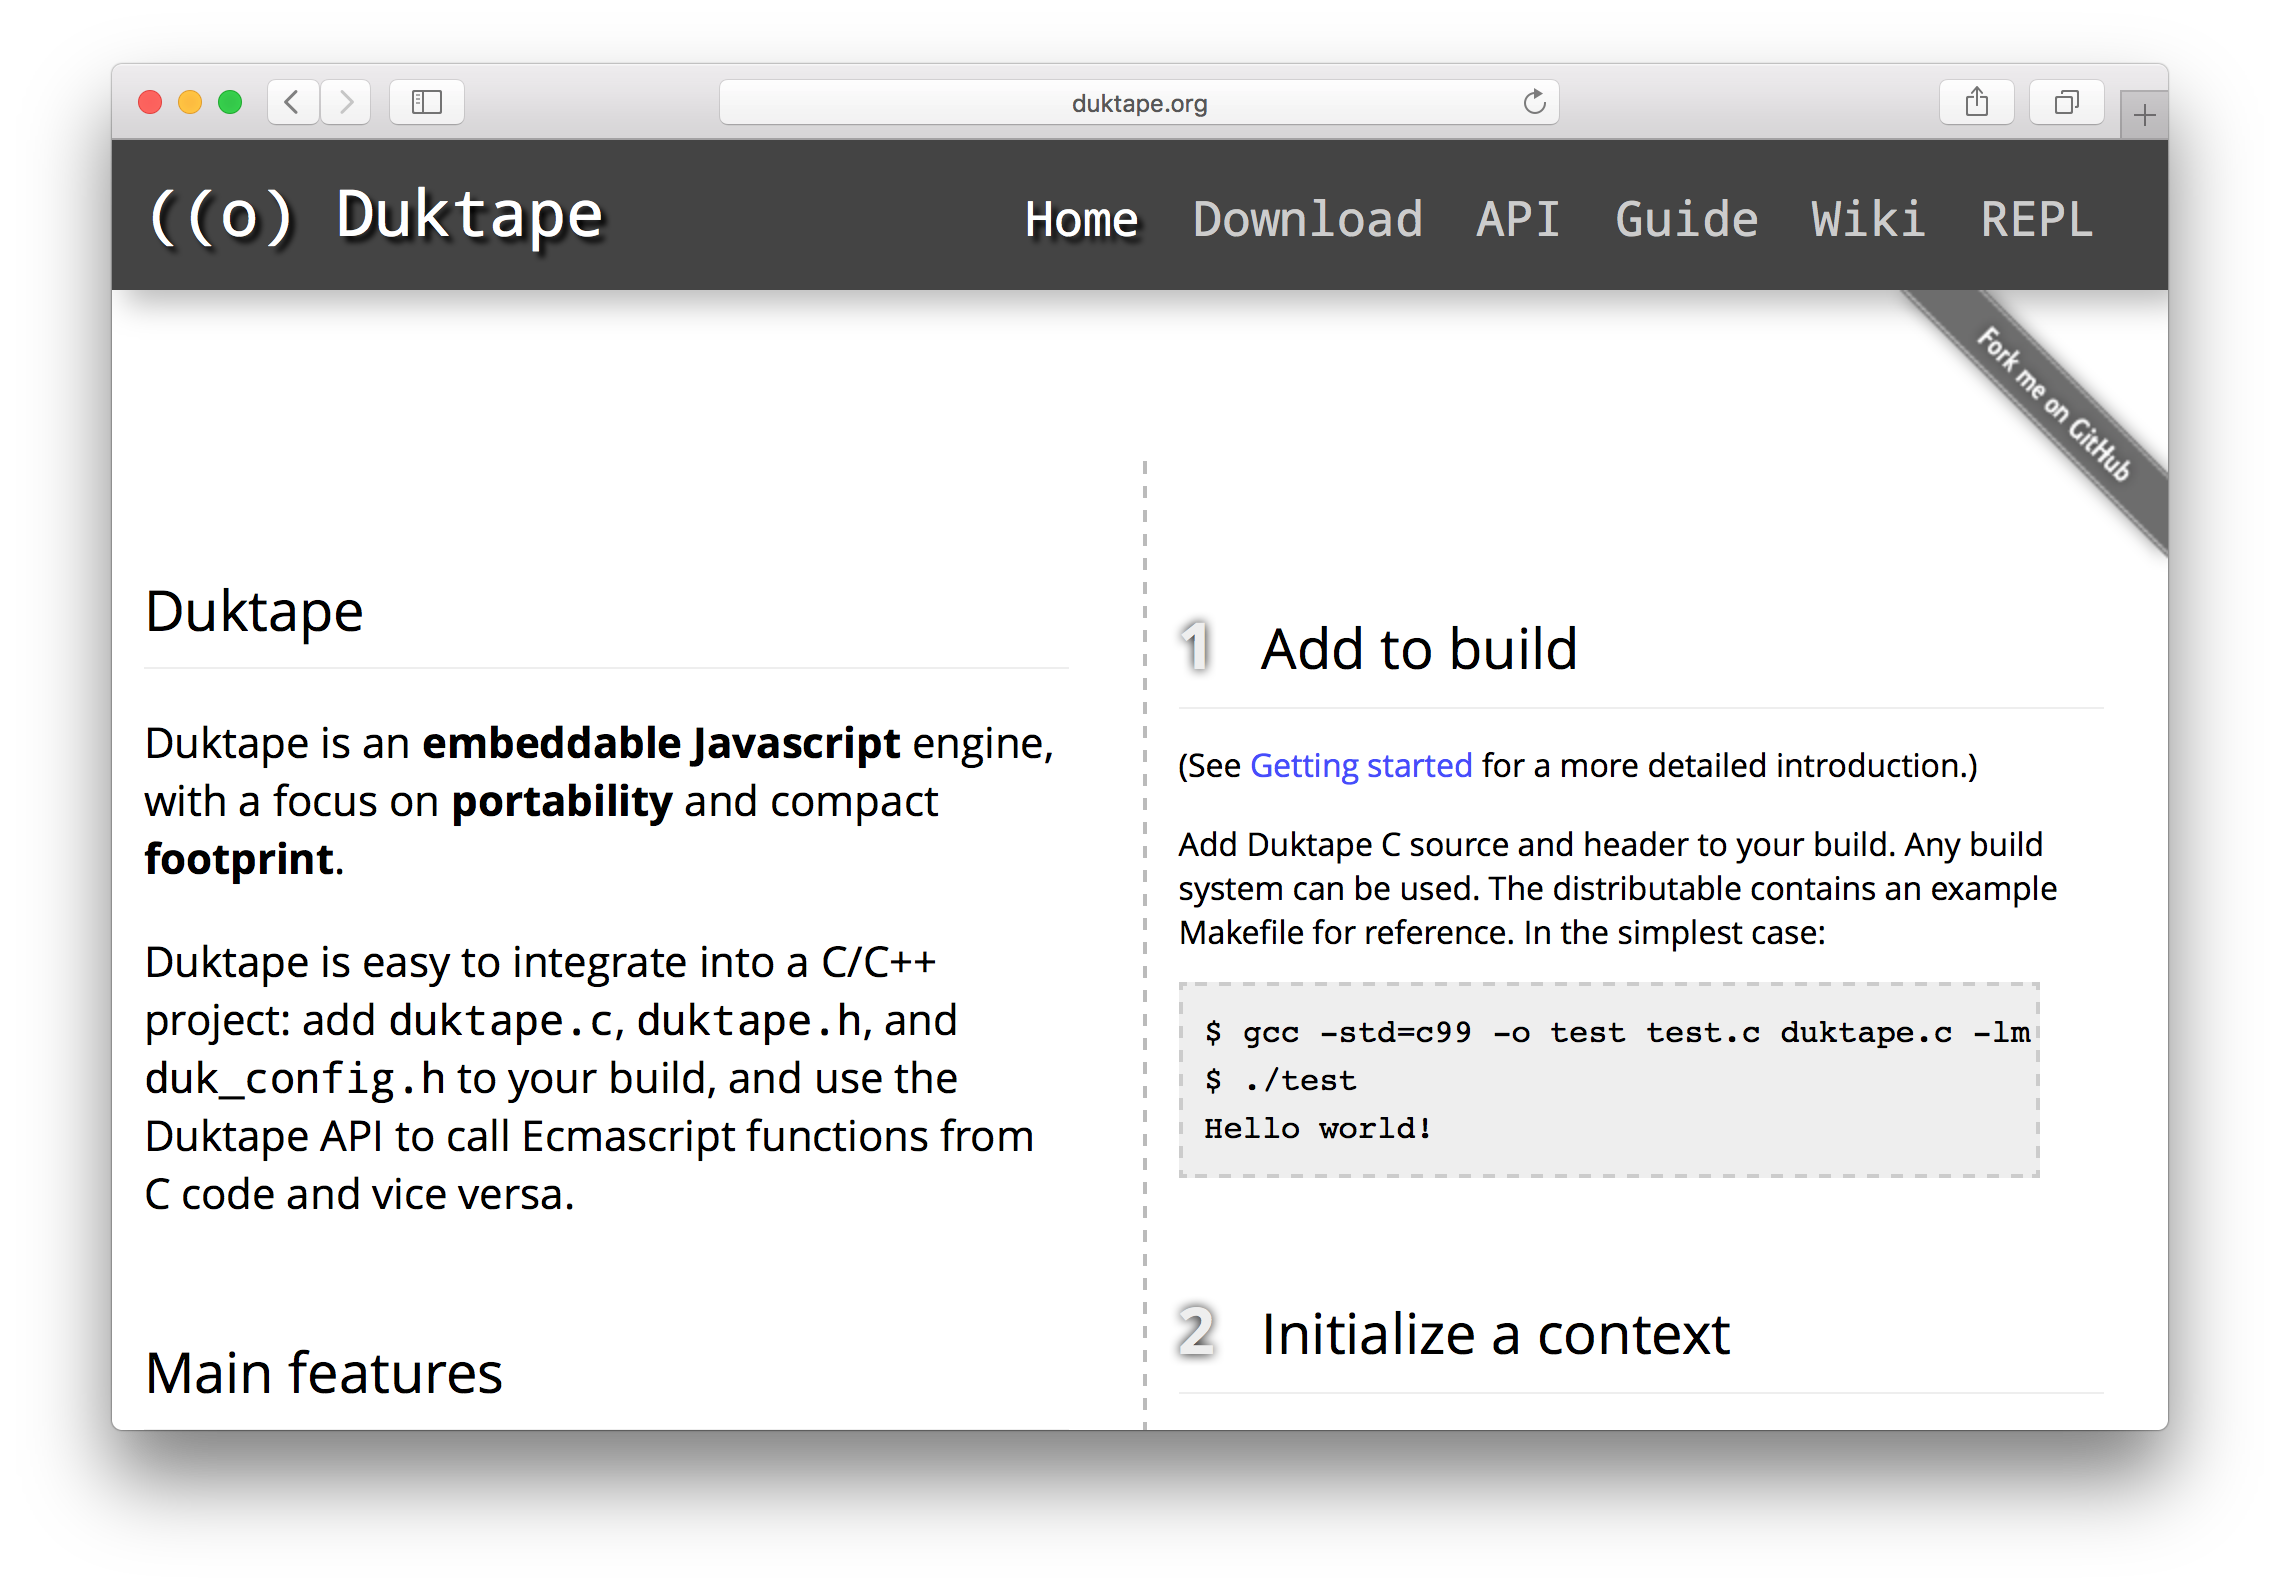 duktape.org
((o) Duktape
Home Download API Guide Wiki REPL
Fork me on GitHub
Duktape
Duktape is an embeddable Javascript engine,
with a focus on portability and compact
footprint.
Duktape is easy to integrate into a C/C++
project: add duktape.c, duktape.h, and
duk_config.h to your build, and use the
Duktape API to call Ecmascript functions from
C code and vice versa.
Main features
1 Add to build
(See Getting started for a more detailed introduction.)
Add Duktape C source and header to your build. Any build
system can be used. The distributable contains an example
Makefile for reference. In the simplest case:
$ gcc -std=c99 -o test test.c duktape.c -lm
$ ./test
Hello world!
2 Initialize a context